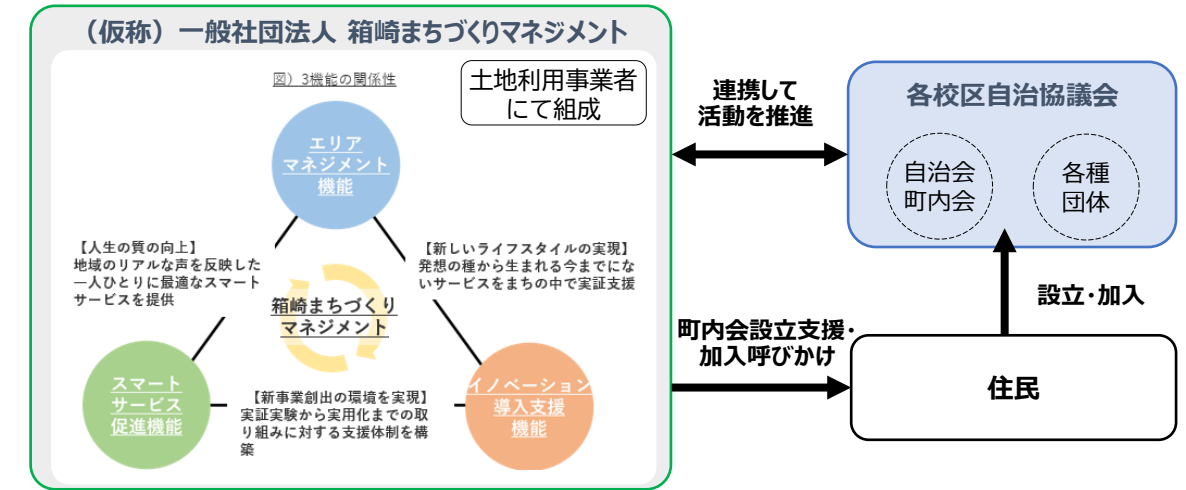 （仮称）一般社団法人 箱崎まちづくりマネジメント
図）3機能の関係性
土地利用事業者
にて組成
エリア
マネジメント
機能
【人生の質の向上】
地域のリアルな声を反映した
一人ひとりに最適なスマート
サービスを提供
【新しいライフスタイルの実現】
発想の種から生まれる今までにな
いサービスをまちの中で実証支援
箱崎まちづくり
マネジメント
スマート
サービス
促進機能
【新事業創出の環境を実現】
実証実験から実用化までの取
り組みに対する支援体制を構
築
イノベーション
導入支援
機能
連携して
活動を推進
各校区自治協議会
自治会
町内会
各種
団体
設立・加入
町内会設立支援・
加入呼びかけ
住民